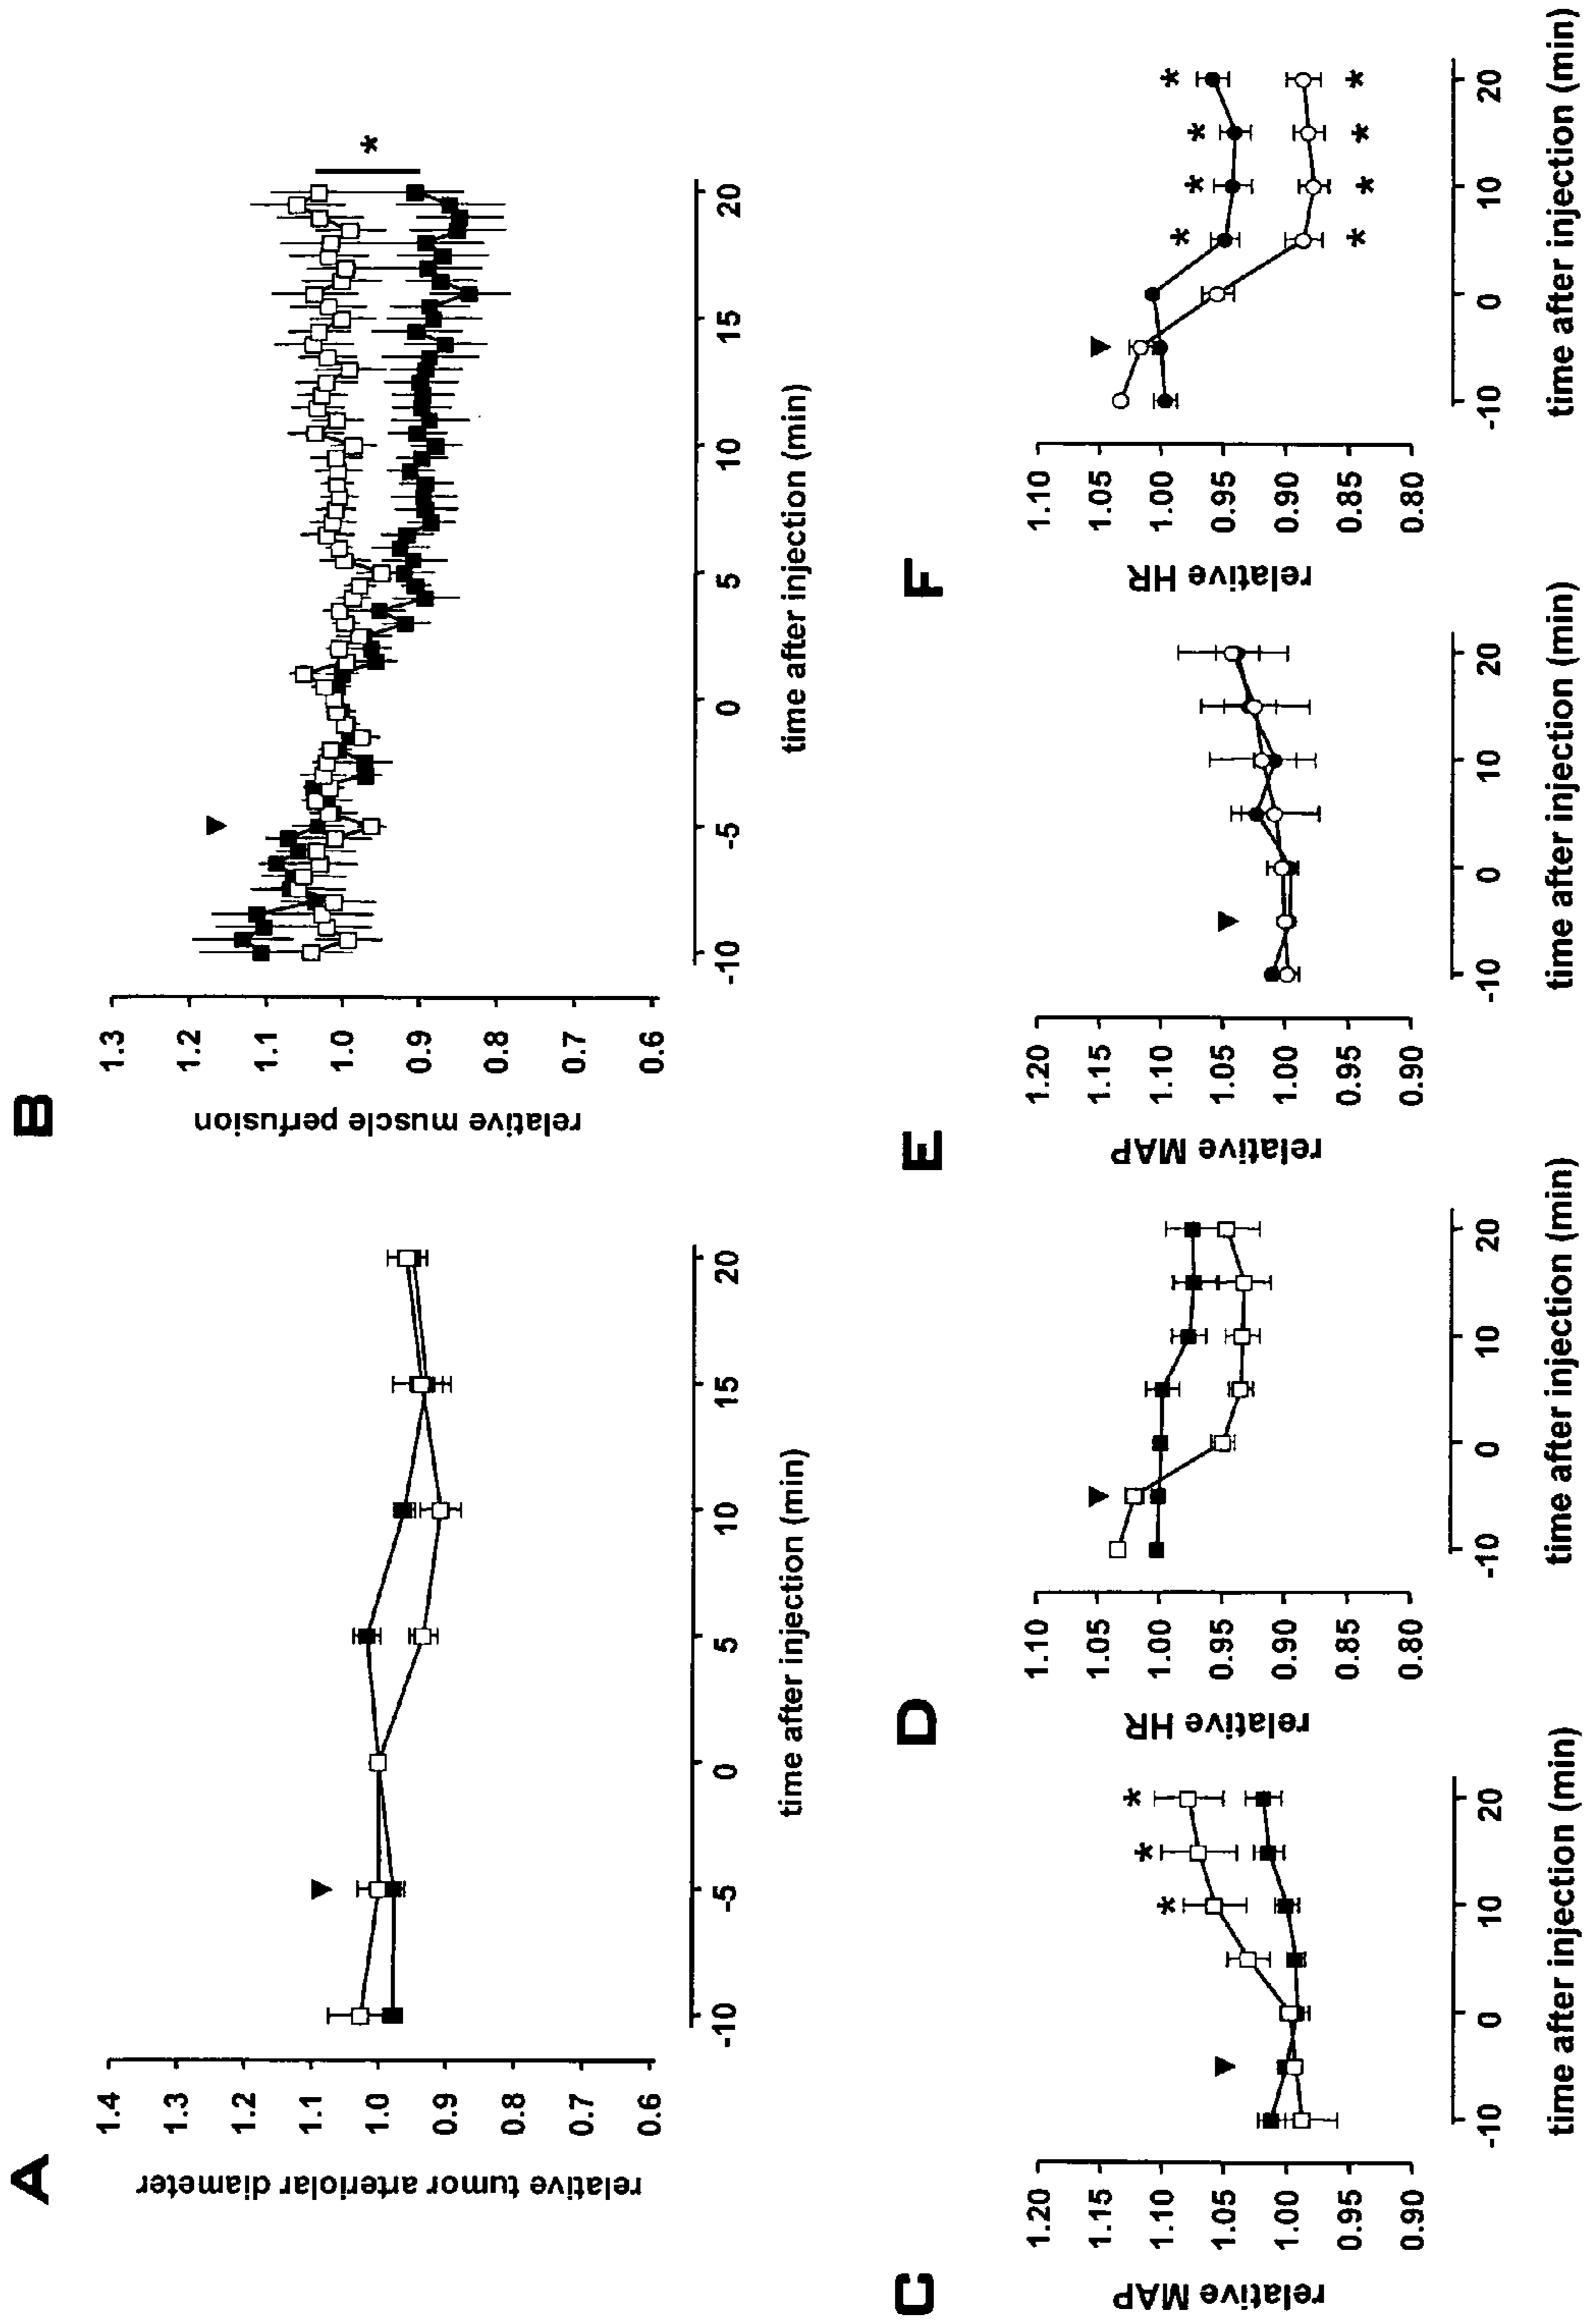 A
relative tumor arteriolar diameter
1.4
1.3
1.2
1.1
1.0
0.9
0.8
0.7
0.6
-10 -5 0 5 10 15 20
time after injection (min)
B
relative muscle perfusion
1.3
1.2
1.1
1.0
0.9
0.8
0.7
0.6
*
-10 -5 0 5 10 15 20
time after injection (min)
C
relative MAP
1.20
1.15
1.10
1.05
1.00
0.95
0.90
* * *
-10 0 10 20
time after injection (min)
D
relative HR
1.10
1.05
1.00
0.95
0.90
0.85
0.80
-10 0 10 20
time after injection (min)
E
relative MAP
1.20
1.15
1.10
1.05
1.00
0.95
0.90
-10 0 10 20
time after injection (min)
F
relative HR
1.10
1.05
1.00
0.95
0.90
0.85
0.80
* * * *
* * * *
-10 0 10 20
time after injection (min)